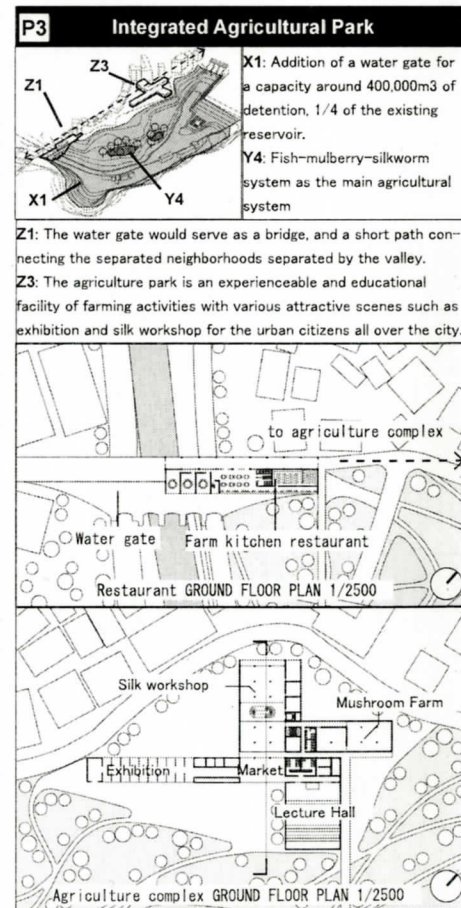 P3 Integrated Agricultural Park
Z3
Z1
X1
Y4
X1: Addition of a water gate for
a capacity around 400,000m3 of
detention, 1/4 of the existing
reservoir.
Y4: Fish-mulberry-silkworm
system as the main agricultural
system
Z1: The water gate would serve as a bridge, and a short path con-
necting the separated neighborhoods separated by the valley.
Z3: The agriculture park is an experienceable and educational
facility of farming activities with various attractive scenes such as
exhibition and silk workshop for the urban citizens all over the city.
to agriculture complex
Water gate Farm kitchen restaurant
Restaurant GROUND FLOOR PLAN 1/2500
Silk workshop
Mushroom Farm
Exhibition Market
Lecture Hall
Agriculture complex GROUND FLOOR PLAN 1/2500